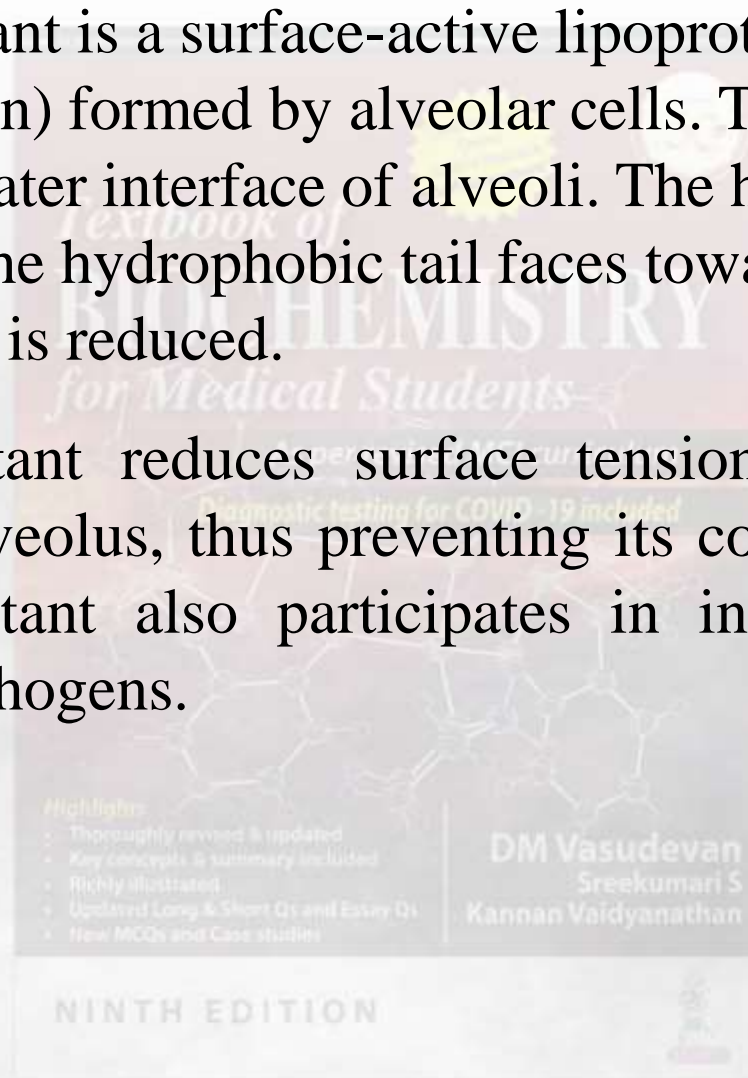 ant is a surface-active lipoprot
n) formed by alveolar cells. T
ater interface of alveoli. The h
ne hydrophobic tail faces towa
is reduced.
tant reduces surface tension
veolus, thus preventing its co
tant also participates in in
hogens.
Textbook of
BIOCHEMISTRY
for Medical Students
Diagnostic testing for COVID-19 included
Highlights
• Thoroughly revised & updated
• Key concepts & summary included
• Richly illustrated
• Updated Long & Short Qs and Essay Qs
• New MCQs and Case studies
DM Vasudevan
Sreekumari S
Kannan Vaidyanathan
NINTH EDITION